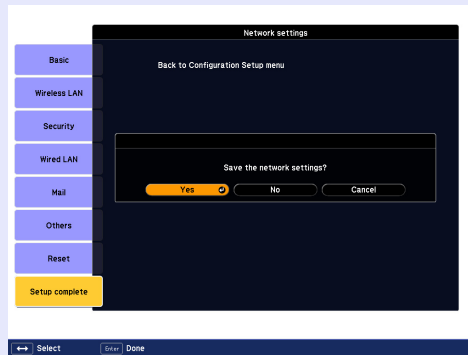 Network settings
Basic
Back to Configuration Setup menu
Wireless LAN
Security
Wired LAN
Save the network settings?
Yes No Cancel
Mail
Others
Reset
Setup complete
Select Enter Done